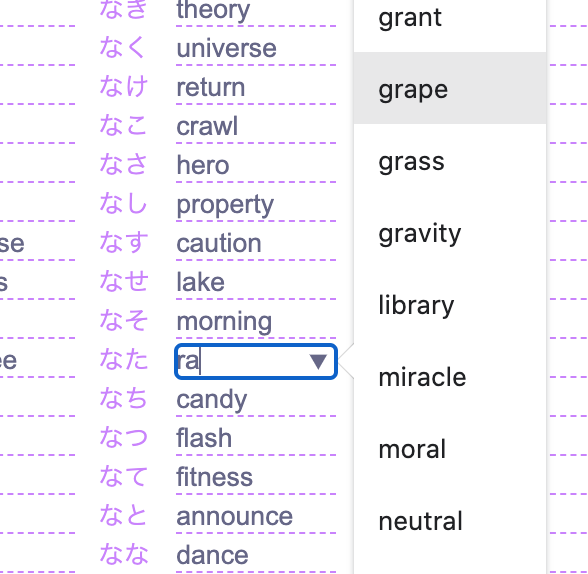 なき theory
なく universe
なけ return
なこ crawl
なさ hero
なし property
se なす caution
s なせ lake
なそ morning
ee なた ra
なち candy
なつ flash
なて fitness
なと announce
なな dance
grant
grape
grass
gravity
library
miracle
moral
neutral